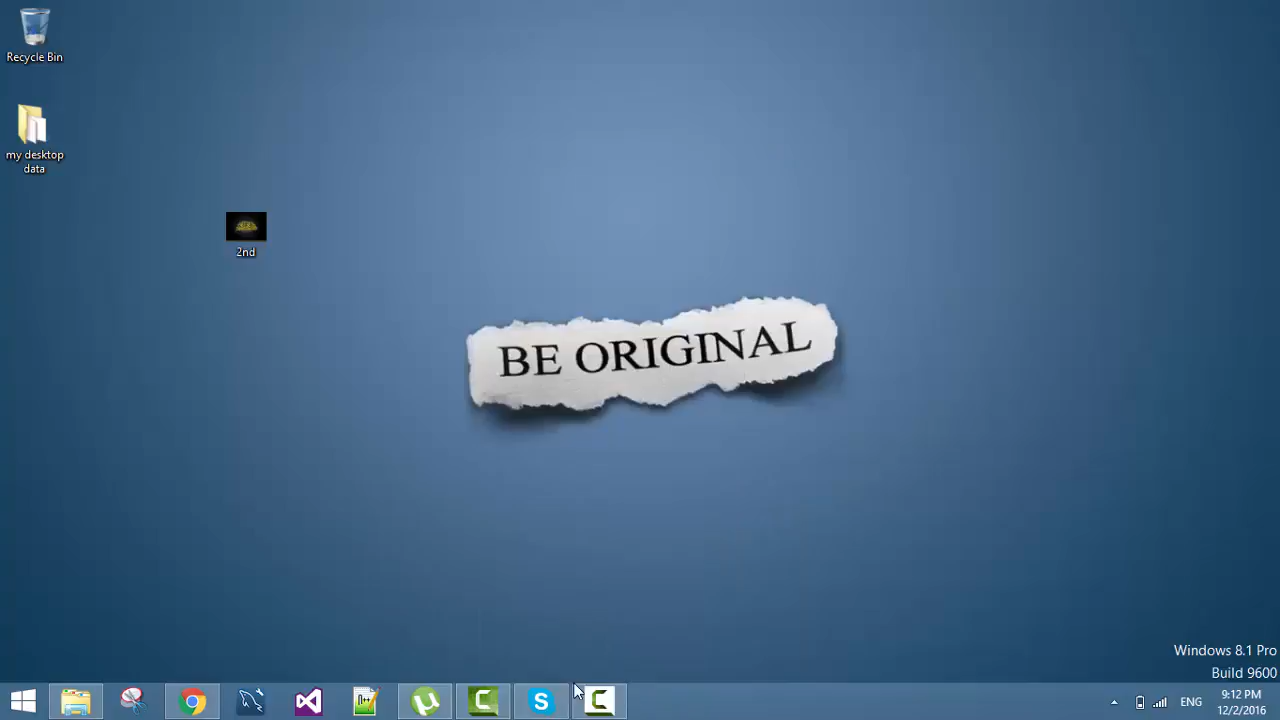 Recycle Bin
my desktop
data
2nd
BE ORIGINAL
Windows 8.1 Pro
Build 9600
ENG
9:12 PM
12/2/2016